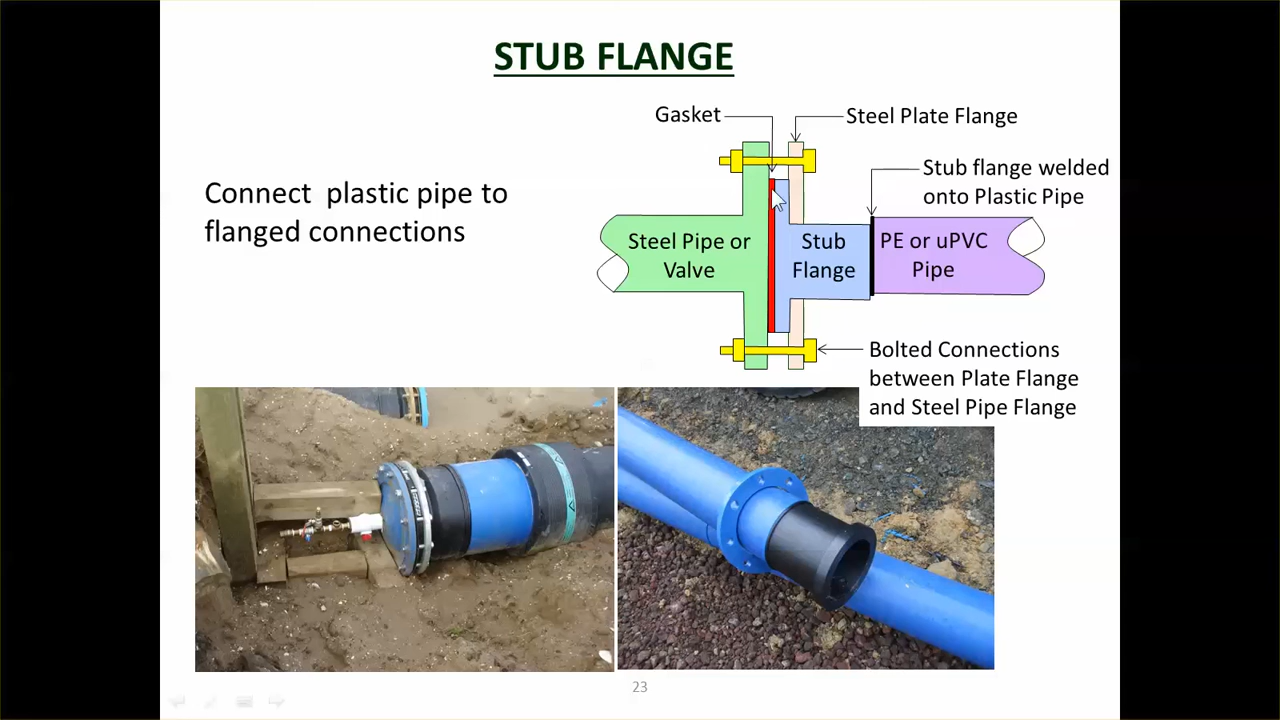 STUB FLANGE
Gasket
Steel Plate Flange
Stub flange welded
onto Plastic Pipe
Connect plastic pipe to
flanged connections
Steel Pipe or
Valve
Stub
Flange
PE or uPVC
Pipe
Bolted Connections
between Plate Flange
and Steel Pipe Flange
23